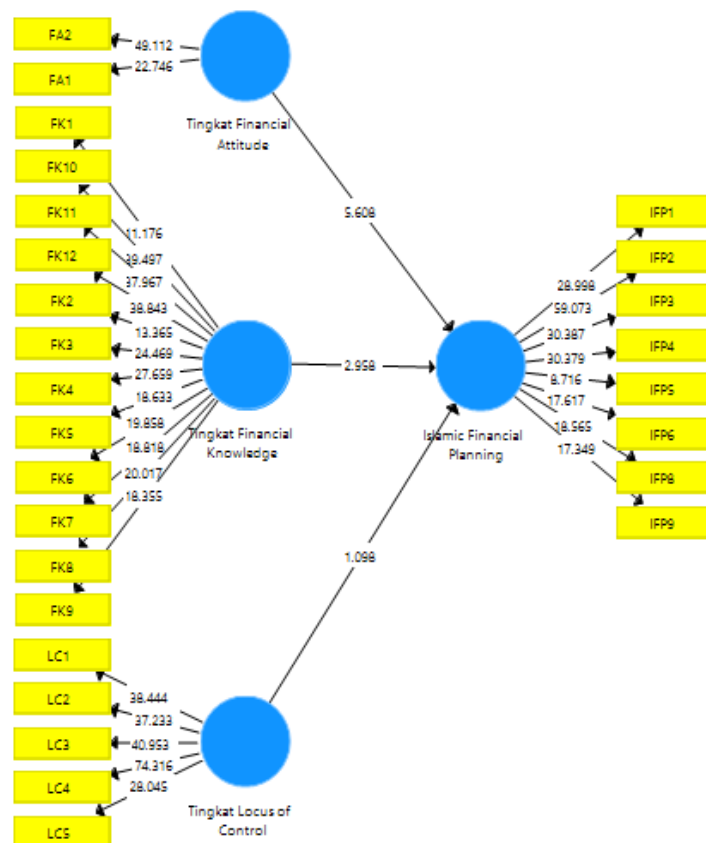 FA2
FA1
49.112
22.746
Tingkat Financial
Attitude
5.608
FK1
FK10
FK11
FK12
FK2
FK3
FK4
FK5
FK6
FK7
FK8
FK9
11.176
39.497
37.967
38.843
13.365
24.469
27.659
18.633
19.858
18.818
20.017
18.355
Tingkat Financial
Knowledge
2.958
Islamic Financial
Planning
28.998
59.073
30.387
30.379
8.716
17.617
18.565
17.349
IFP1
IFP2
IFP3
IFP4
IFP5
IFP6
IFP8
IFP9
1.098
LC1
LC2
LC3
LC4
LC5
38.444
37.233
40.953
74.316
28.045
Tingkat Locus of
Control